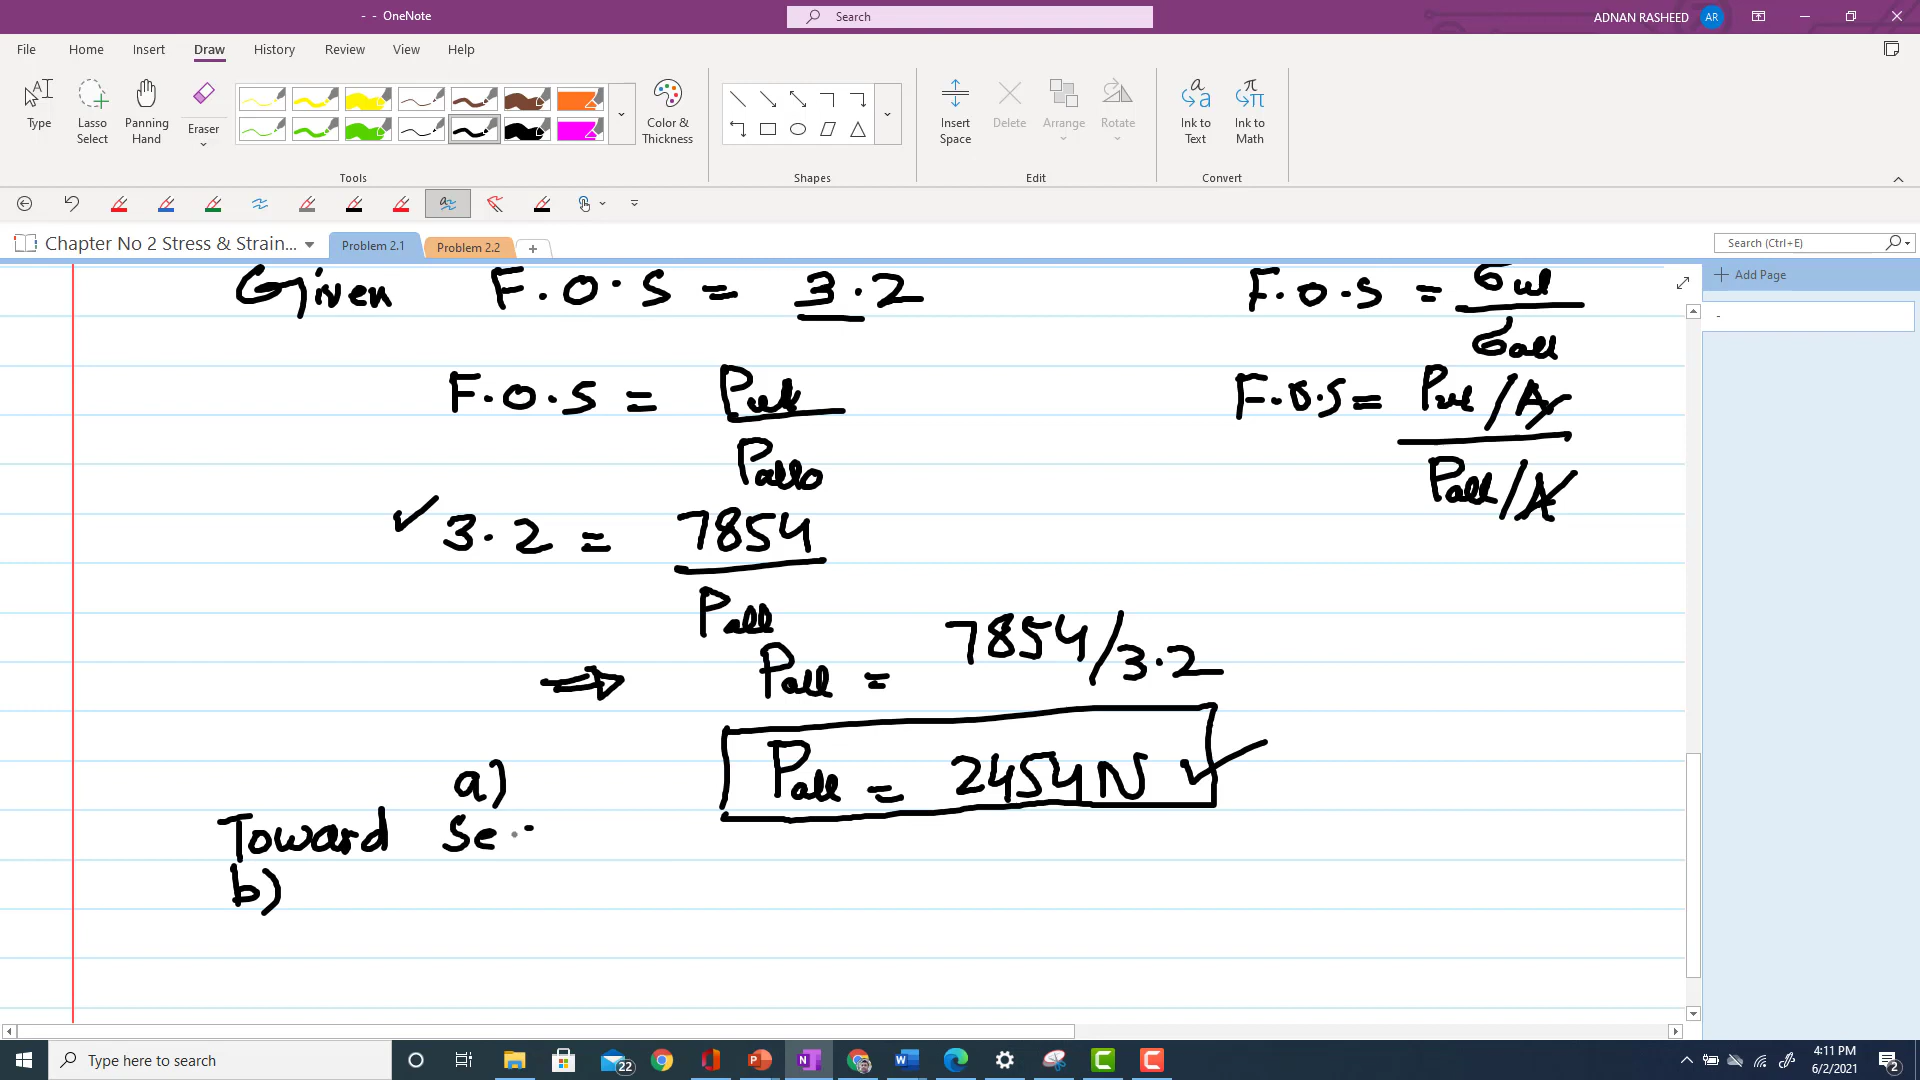 - - OneNote
Search
ADNAN RASHEED AR
File Home Insert Draw History Review View Help
Type
Lasso Select
Panning Hand
Eraser
Color & Thickness
Insert Space
Delete
Arrange
Rotate
Ink to Text
Ink to Math
Tools
Shapes
Edit
Convert
Chapter No 2 Stress & Strain...
Problem 2.1
Problem 2.2
Search (Ctrl+E)
Add Page
-
Given F.O.S = 3.2
F.O.S = σul / σall
F.O.S = Pult / Pall
F.O.S = Pul/A / Pall/A
3.2 = 7854 / Pall
⇒ Pall = 7854/3.2
Pall = 2454N ✓
a)
Toward Se
b)
Type here to search
22
4:11 PM
6/2/2021
2